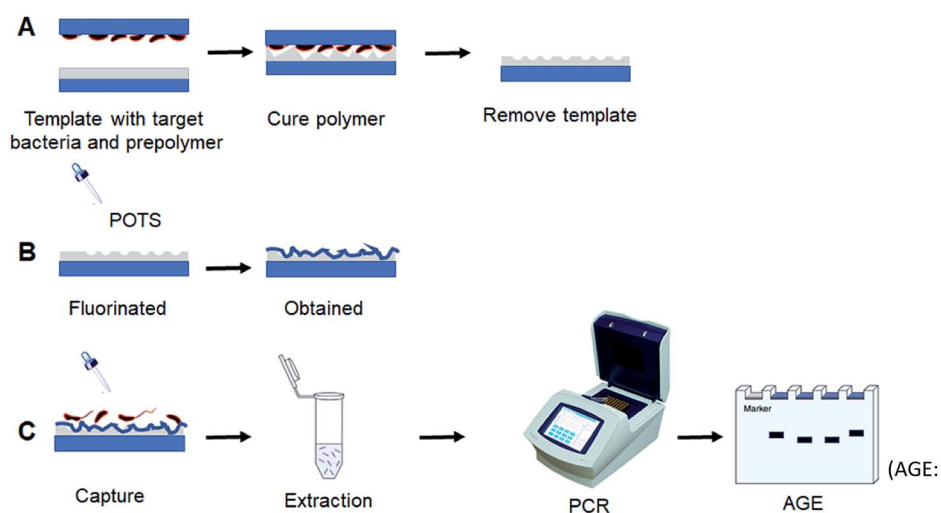 A
Template with target
bacteria and prepolymer
Cure polymer
Remove template
POTS
B
Fluorinated
Obtained
C
Capture
Extraction
PCR
Marker
AGE
(AGE: